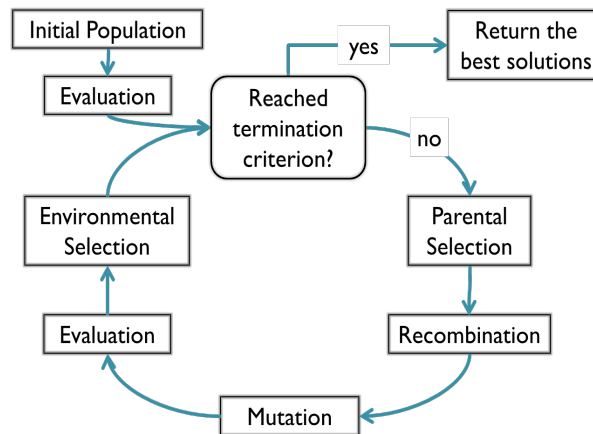 Initial Population
Evaluation
Reached
termination
criterion?
yes
Return the
best solutions
no
Parental
Selection
Recombination
Mutation
Evaluation
Environmental
Selection